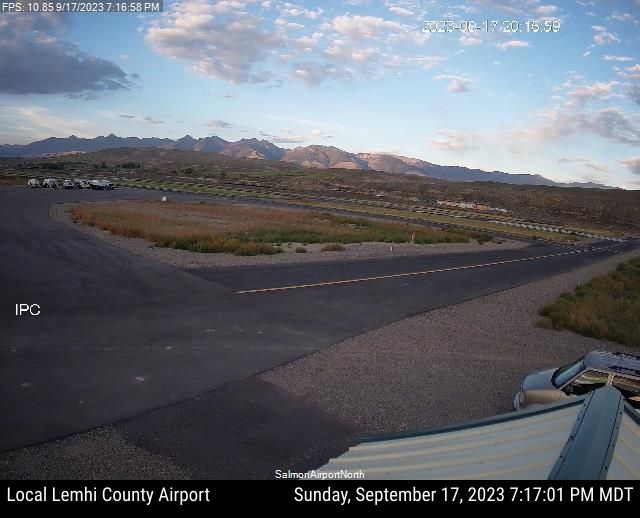 FPS: 10.85 9/17/2023 7:16:58 PM
2023-09-17 20:15:59
IPC
SalmonAirportNorth
Local Lemhi County Airport Sunday, September 17, 2023 7:17:01 PM MDT